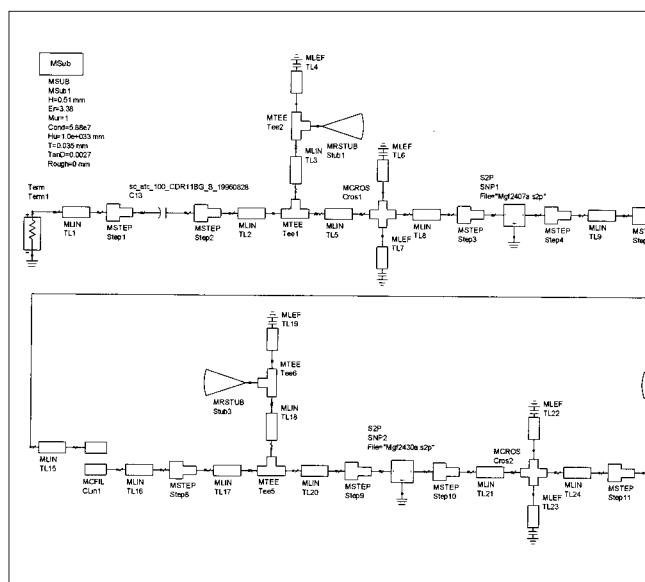 MSub
MSUB
MSub1
H=0.51 mm
Er=3.38
Mur=1
Cond=5.88e7
Hu=1.0e+033 mm
T=0.035 mm
TanD=0.0027
Rough=0 mm
MLEF
TL4
MTEE
Tee2
MRSTUB
Stub1
MLIN
TL3
MLEF
TL6
Term
Term1
sc_atc_100_CDR11BG_B_19960828
C13
MCROS
Cros1
S2P
SNP1
File="Mgf2407a.s2p"
MLIN
TL1
MSTEP
Step1
MSTEP
Step2
MLIN
TL2
MTEE
Tee1
MLIN
TL5
MLEF
TL7
MLIN
TL8
MSTEP
Step3
MSTEP
Step4
MLIN
TL9
MLEF
TL19
MTEE
Tee6
MRSTUB
Stub3
MLIN
TL18
MLEF
TL22
S2P
SNP2
File="Mgf2430a.s2p"
MCROS
Cros2
MLIN
TL15
MCFIL
CLin1
MLIN
TL16
MSTEP
Step8
MLIN
TL17
MTEE
Tee5
MLIN
TL20
MSTEP
Step9
MSTEP
Step10
MLIN
TL21
MLEF
TL23
MLIN
TL24
MSTEP
Step11